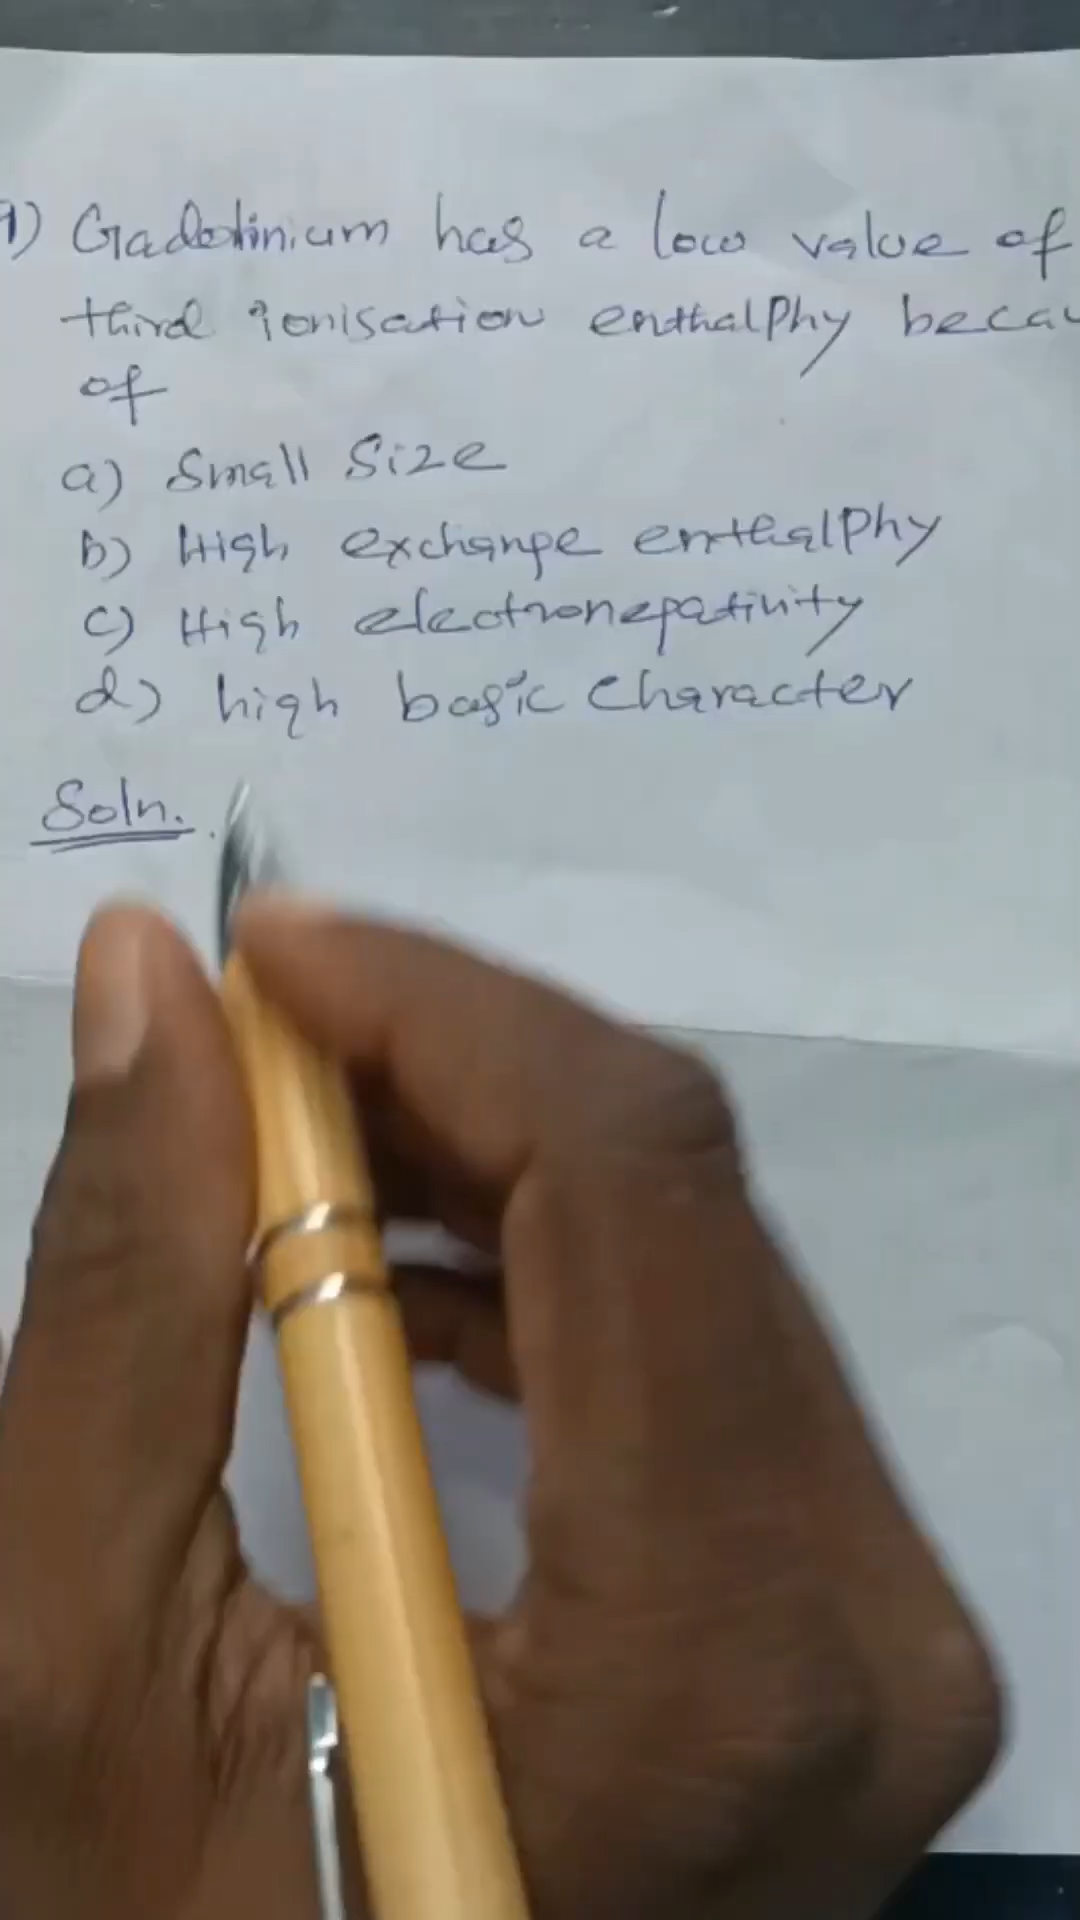 9) Gadolinium has a low value of
third ionisation enthalphy becau
of
a) Small Size
b) High exchange enthalphy
c) High electronegativity
d) high basic character
Soln.